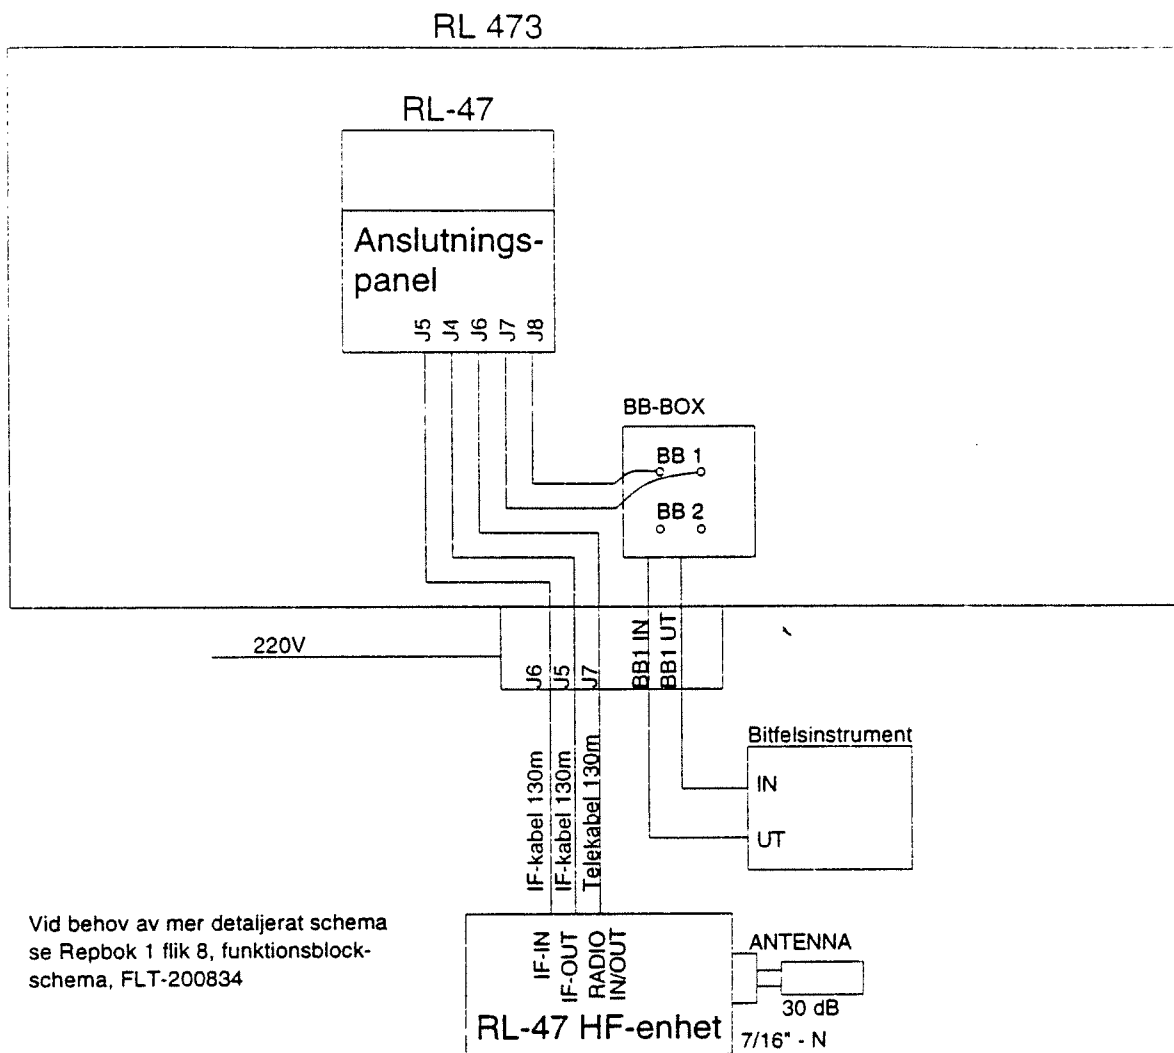 RL 473
RL-47
Anslutnings-
panel
J5
J4
J6
J7
J8
BB-BOX
BB 1
BB 2
220V
J6
J5
J7
BB1 IN
BB1 UT
Bitfelsinstrument
IN
UT
IF-kabel 130m
IF-kabel 130m
Telekabel 130m
Vid behov av mer detaljerat schema
se Repbok 1 flik 8, funktionsblock-
schema, FLT-200834
IF-IN
IF-OUT
RADIO
IN/OUT
RL-47 HF-enhet
ANTENNA
30 dB
7/16" - N